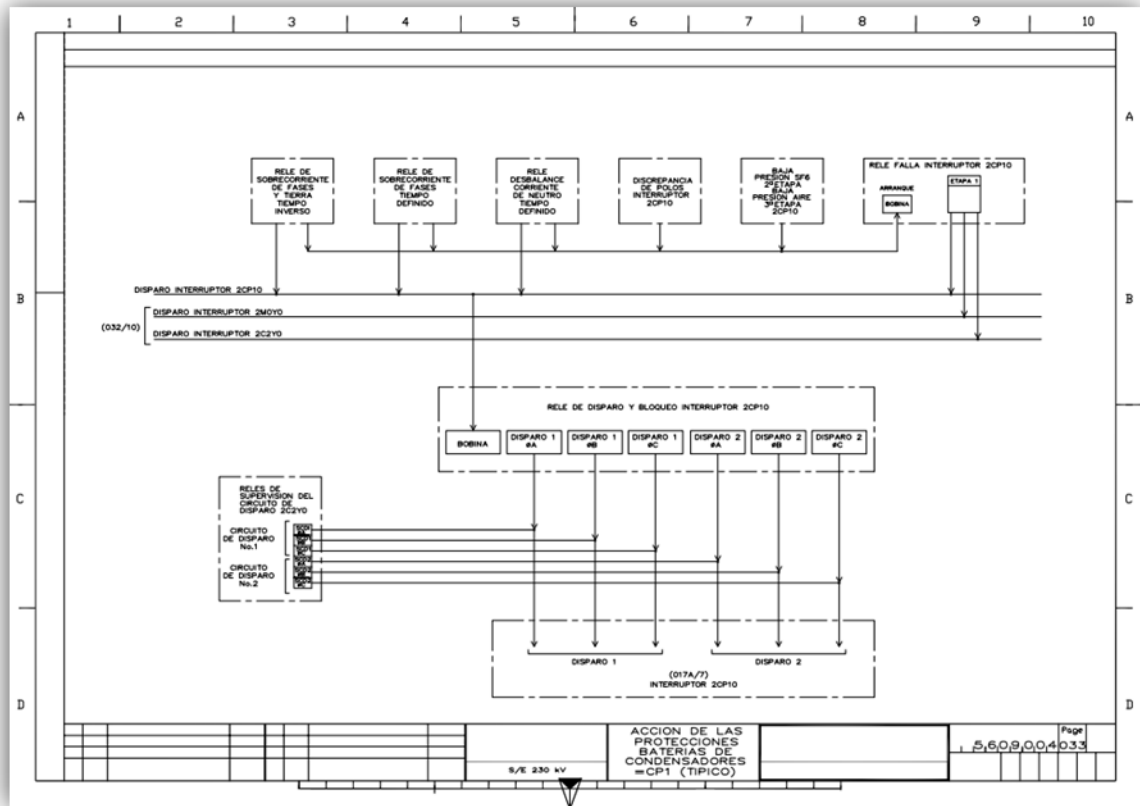 1 2 3 4 5 6 7 8 9 10
A A
RELE DE
SOBRECORRIENTE
DE FASES
Y TIERRA
TIEMPO
INVERSO
RELE DE
SOBRECORRIENTE
DE FASES
TIEMPO
DEFINIDO
RELE
DESBALANCE
CORRIENTE
DE NEUTRO
TIEMPO
DEFINIDO
DISCREPANCIA
DE POLOS
INTERRUPTOR
2CP10
BAJA
PRESION SF6
2ªETAPA
BAJA
PRESION AIRE
3ªETAPA
2CP10
RELE FALLA INTERRUPTOR 2CP10
ARRANQUE
BOBINA
ETAPA 1
B B
DISPARO INTERRUPTOR 2CP10
(032/10)
DISPARO INTERRUPTOR 2M0Y0
DISPARO INTERRUPTOR 2C2Y0
RELE DE DISPARO Y BLOQUEO INTERRUPTOR 2CP10
BOBINA
DISPARO 1
øA
DISPARO 1
øB
DISPARO 1
øC
DISPARO 2
øA
DISPARO 2
øB
DISPARO 2
øC
C C
RELES DE
SUPERVISION DEL
CIRCUITO DE
DISPARO 2C2Y0
CIRCUITO
DE DISPARO
No.1
CIRCUITO
DE DISPARO
No.2
DISPARO 1
DISPARO 2
(017A/7)
INTERRUPTOR 2CP10
D D
S/E 230 kV
ACCION DE LAS
PROTECCIONES
BATERIAS DE
CONDENSADORES
=CP1 (TIPICO)
Page
5609004 033